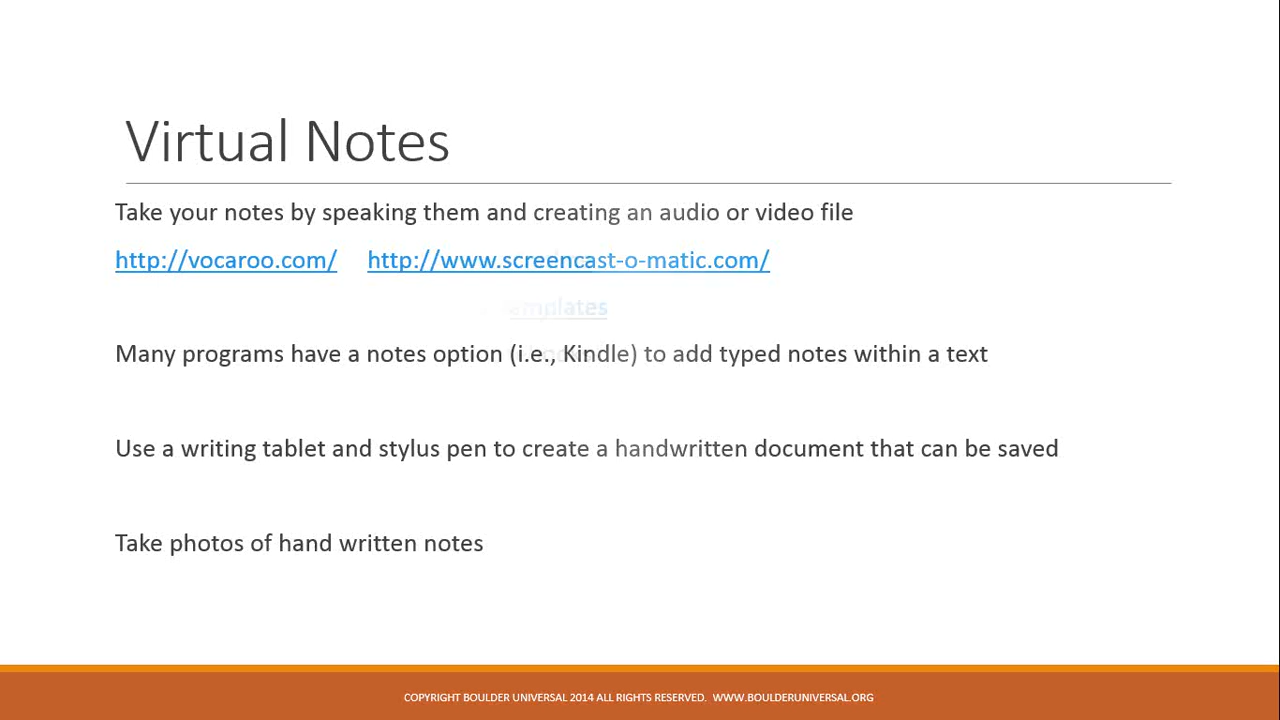 Virtual Notes
Take your notes by speaking them and creating an audio or video file
http://vocaroo.com/ http://www.screencast-o-matic.com/
Many programs have a notes option (i.e., Kindle) to add typed notes within a text
Use a writing tablet and stylus pen to create a handwritten document that can be saved
Take photos of hand written notes
COPYRIGHT BOULDER UNIVERSAL 2014 ALL RIGHTS RESERVED. WWW.BOULDERUNIVERSAL.ORG